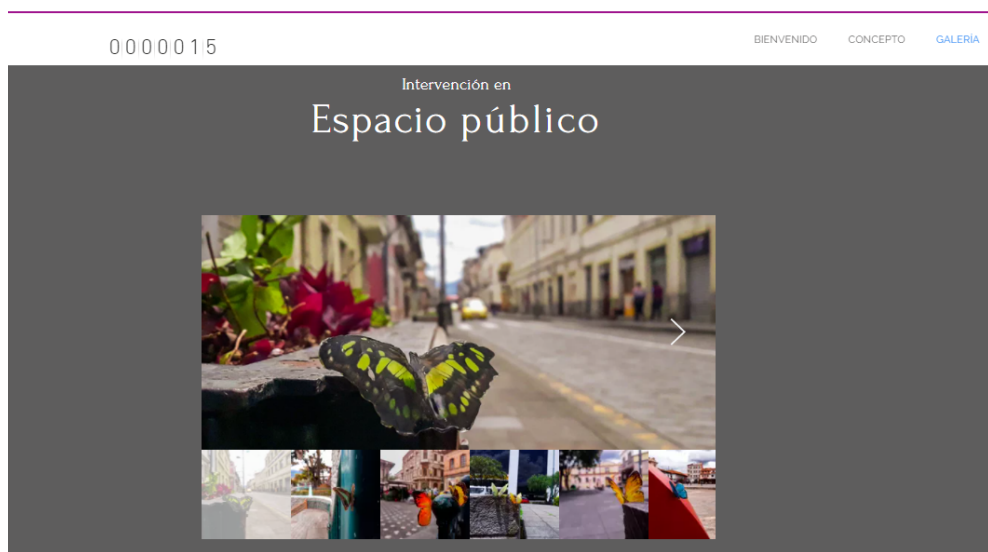 0000015
BIENVENIDO CONCEPTO GALERÍA
Intervención en
Espacio público